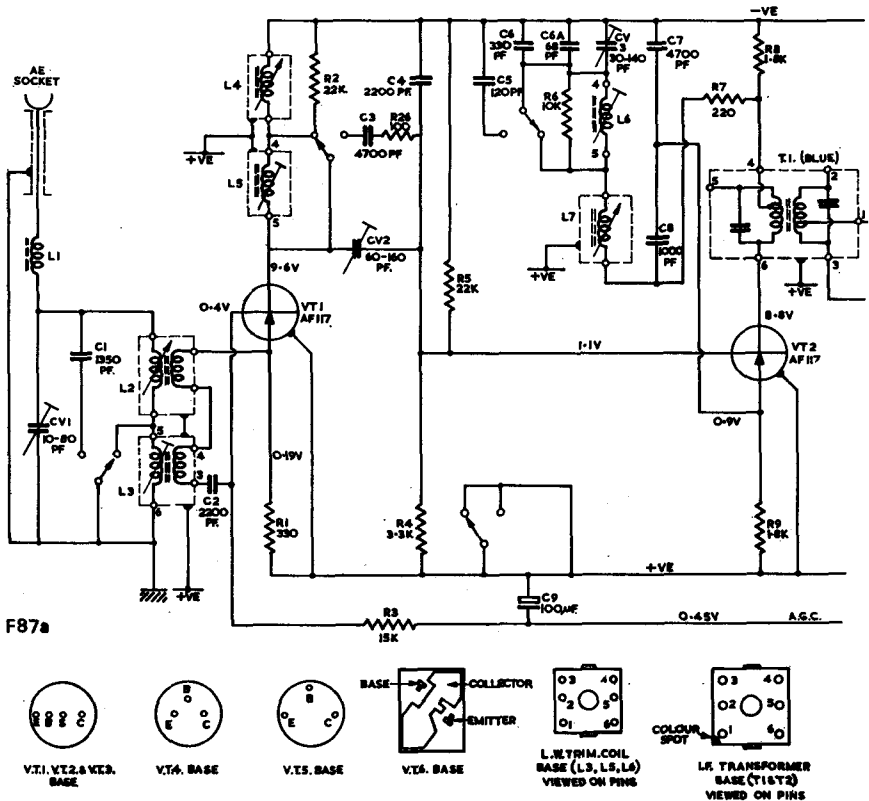 AE
SOCKET
L1
C1
1350
PF.
CV1
10-80
PF
L2
L3
5
4
3
6
C2
2200
PF.
+VE
L4
+VE
4
L5
5
R2
22K.
C3
4700
PF
R26
100
C4
2200 PF.
CV2
60-160
PF.
9·6V
0·4V
VT1
AF117
0·19V
R1
330
R4
3·3K
R3
15K
R5
22K
1·1V
C5
120 PF
C6
330
PF
C6A
68
PF
CV
3
30-140
PF
R6
10K
4
L6
5
L7
+VE
C7
4700
PF
C8
1000
PF
R7
220
-VE
R8
1·8K
T.1. (BLUE)
5
4
2
1
6
3
+VE
8·8V
VT2
AF117
0·9V
R9
1·8K
+VE
C9
100µF.
0·45V
A.G.C.
F87a
E
B
S
C
V.T.1. V.T.2. & V.T.3.
BASE
B
E
C
V.T.4. BASE
B
E
C
V.T.5. BASE
BASE
COLLECTOR
EMITTER
V.T.6. BASE
3
4
2
5
1
6
L.W. TRIM. COIL
BASE (L3, L5, L6)
VIEWED ON PINS
3
4
2
5
1
6
COLOUR
SPOT
I.F. TRANSFORMER
BASE (T1 & T2)
VIEWED ON PINS